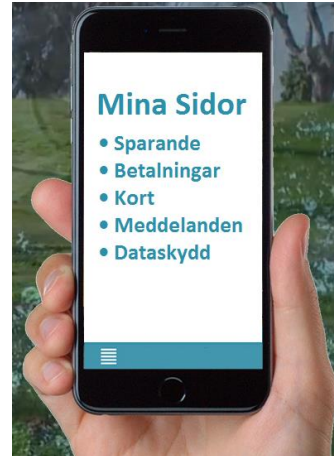 Mina Sidor
• Sparande
• Betalningar
• Kort
• Meddelanden
• Dataskydd